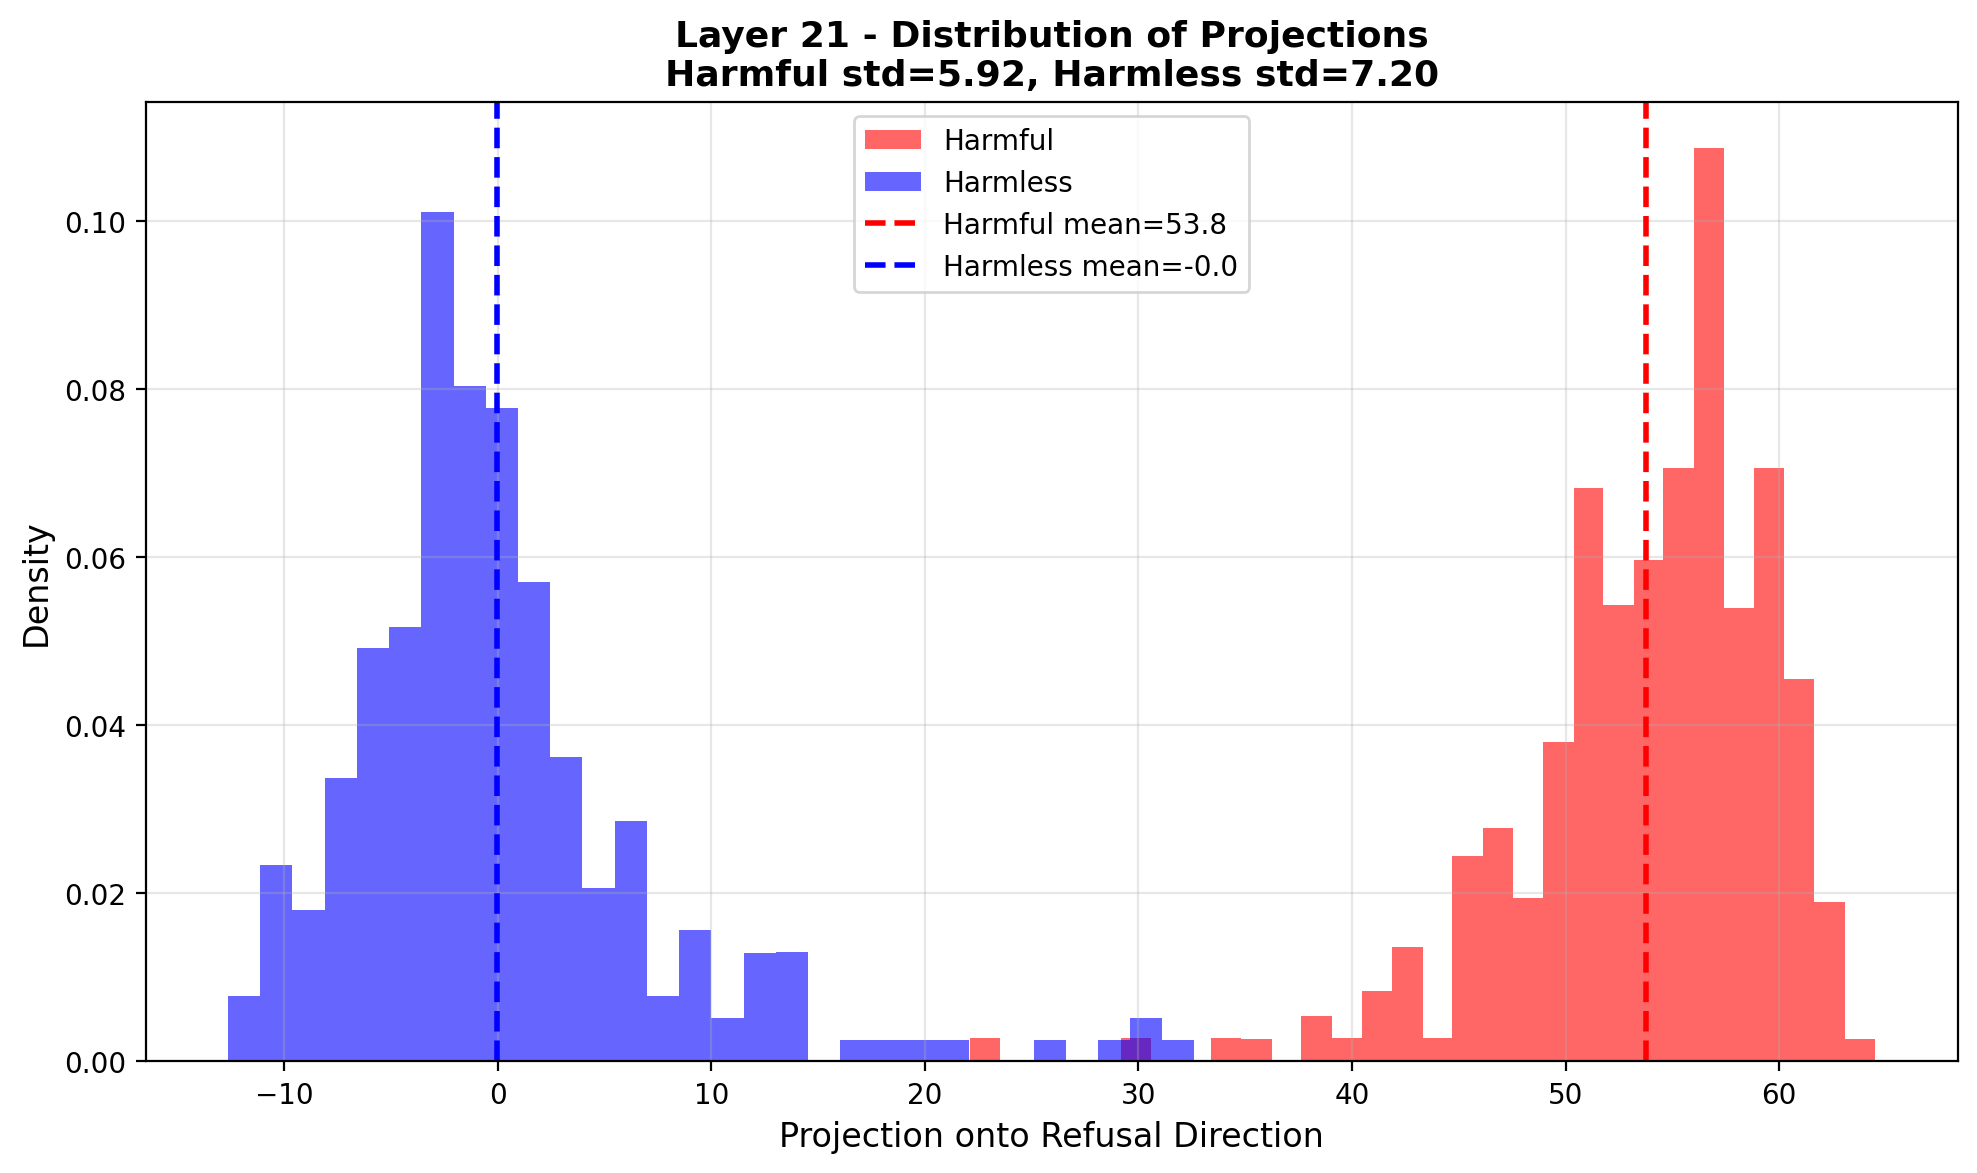 Layer 21 - Distribution of Projections
Harmful std=5.92, Harmless std=7.20
Harmful
Harmless
Harmful mean=53.8
Harmless mean=-0.0
Density
0.10
0.08
0.06
0.04
0.02
0.00
−10
0
10
20
30
40
50
60
Projection onto Refusal Direction